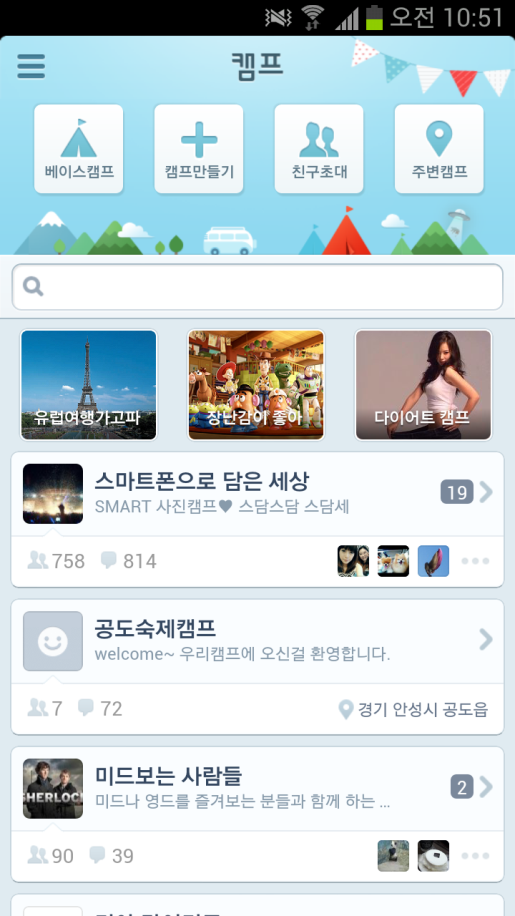 오전 10:51
캠프
베이스캠프
캠프만들기
친구초대
주변캠프
유럽여행가고파
장난감이 좋아
다이어트 캠프
스마트폰으로 담은 세상
SMART 사진캠프♥ 스담스담 스담세
19
758
814
공도숙제캠프
welcome~ 우리캠프에 오신걸 환영합니다.
7
72
경기 안성시 공도읍
SHERLOCK
미드보는 사람들
미드나 영드를 즐겨보는 분들과 함께 하는 ...
2
90
39